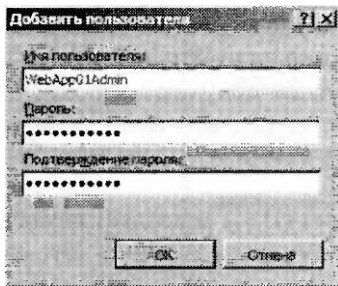 Добавить пользователя
Имя пользователя:
WebApp01Admin
Пароль:
•••••••••••
Подтверждение пароля:
•••••••••••
OK
Отмена